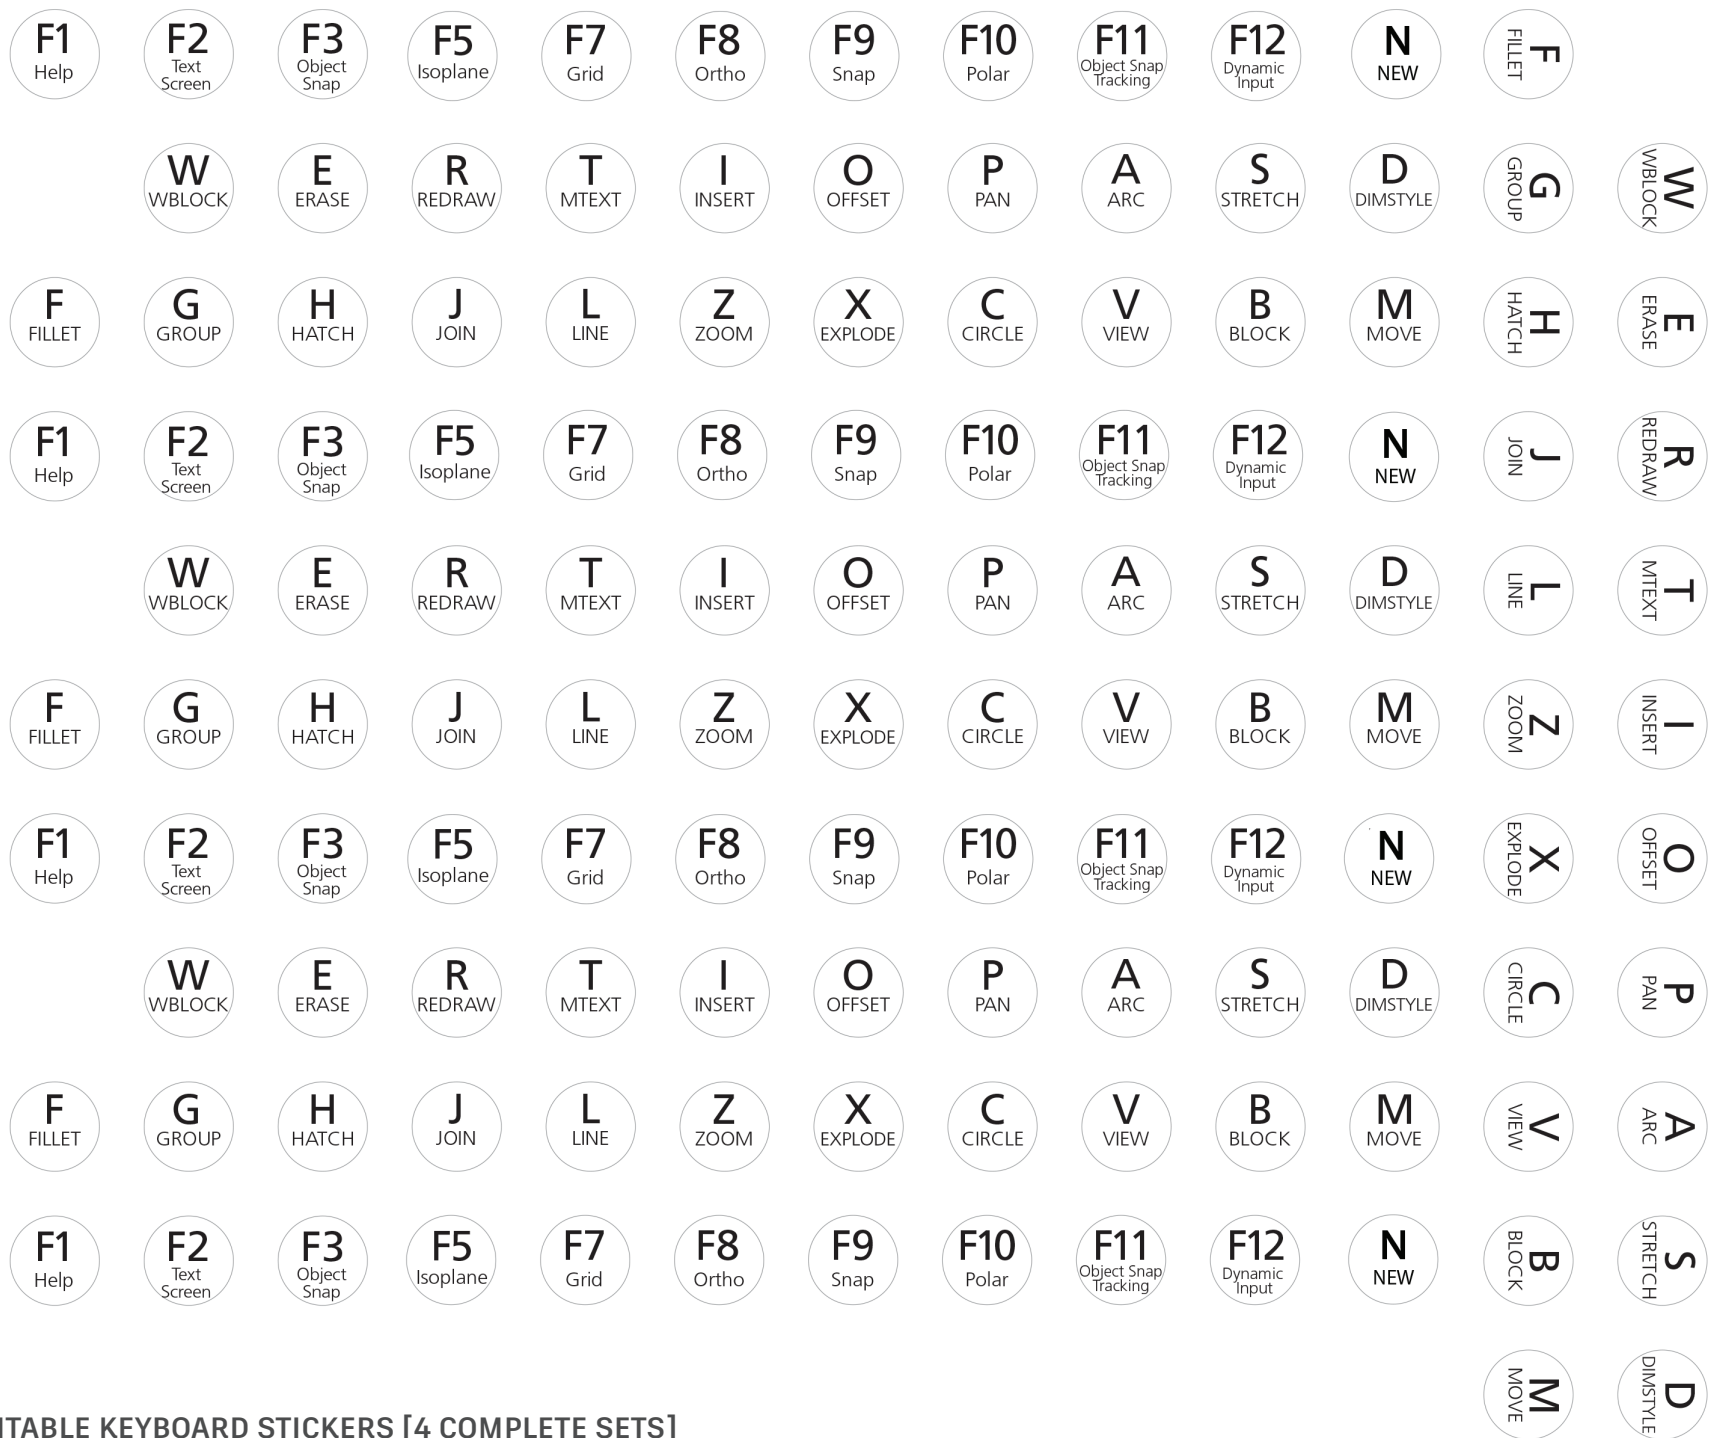 F1 F2 F3 F5 F7 F8 F9 F10 F11 F12 N F
Help Text Screen Object Snap Isoplane Grid Ortho Snap Polar Object Snap Tracking Dynamic Input NEW FILLET
W E R T I O P A S D G W
WBLOCK ERASE REDRAW MTEXT INSERT OFFSET PAN ARC STRETCH DIMSTYLE GROUP WBLOCK
F G H J L Z X C V B M H E
FILLET GROUP HATCH JOIN LINE ZOOM EXPLODE CIRCLE VIEW BLOCK MOVE HATCH ERASE
F1 F2 F3 F5 F7 F8 F9 F10 F11 F12 N J R
Help Text Screen Object Snap Isoplane Grid Ortho Snap Polar Object Snap Tracking Dynamic Input NEW JOIN REDRAW
W E R T I O P A S D L T
WBLOCK ERASE REDRAW MTEXT INSERT OFFSET PAN ARC STRETCH DIMSTYLE LINE MTEXT
F G H J L Z X C V B M Z I
FILLET GROUP HATCH JOIN LINE ZOOM EXPLODE CIRCLE VIEW BLOCK MOVE ZOOM INSERT
F1 F2 F3 F5 F7 F8 F9 F10 F11 F12 N X O
Help Text Screen Object Snap Isoplane Grid Ortho Snap Polar Object Snap Tracking Dynamic Input NEW EXPLODE OFFSET
W E R T I O P A S D C P
WBLOCK ERASE REDRAW MTEXT INSERT OFFSET PAN ARC STRETCH DIMSTYLE CIRCLE PAN
F G H J L Z X C V B M V A
FILLET GROUP HATCH JOIN LINE ZOOM EXPLODE CIRCLE VIEW BLOCK MOVE VIEW ARC
F1 F2 F3 F5 F7 F8 F9 F10 F11 F12 N B S
Help Text Screen Object Snap Isoplane Grid Ortho Snap Polar Object Snap Tracking Dynamic Input NEW BLOCK STRETCH
M D
MOVE DIMSTYLE
KEYBOARD STICKERS [4 COMPLETE SETS]